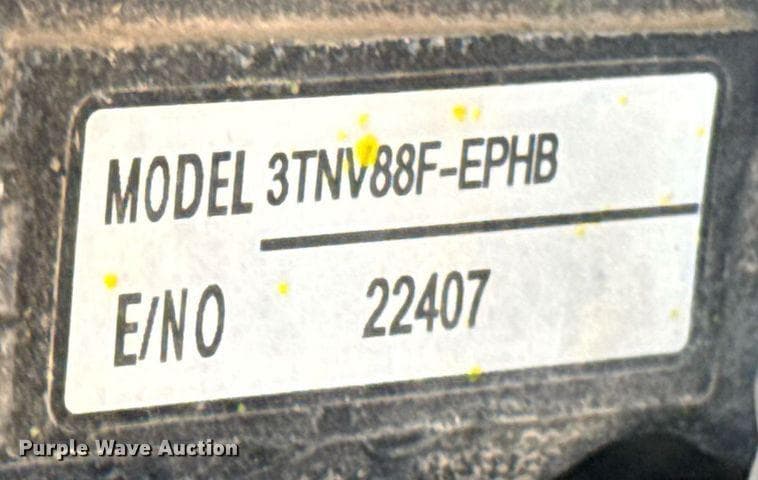 MODEL 3TNV88F-EPHB
E/NO 22407
Purple Wave Auction